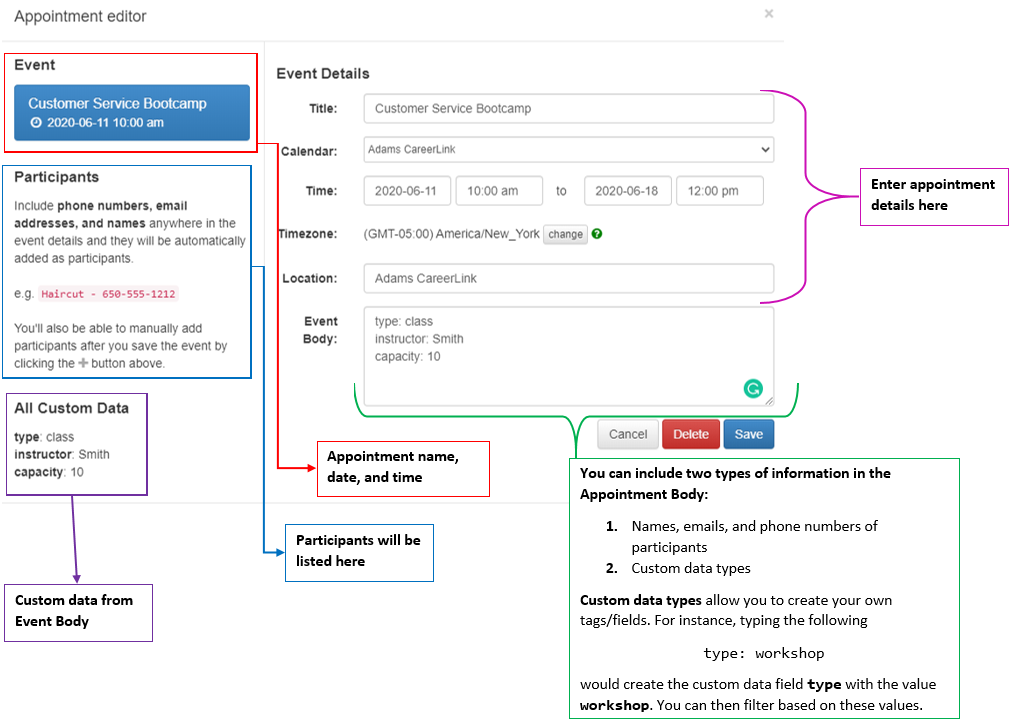 Appointment editor
×
Event
Customer Service Bootcamp
2020-06-11 10:00 am
Participants
Include phone numbers, email
addresses, and names anywhere in the
event details and they will be automatically
added as participants.
e.g. Haircut - 650-555-1212
You'll also be able to manually add
participants after you save the event by
clicking the + button above.
All Custom Data
type: class
instructor: Smith
capacity: 10
Custom data from
Event Body
Event Details
Title: Customer Service Bootcamp
Calendar: Adams CareerLink
Time: 2020-06-11 10:00 am to 2020-06-18 12:00 pm
Timezone: (GMT-05:00) America/New_York change ?
Location: Adams CareerLink
Event
Body:
type: class
instructor: Smith
capacity: 10
Cancel Delete Save
Enter appointment
details here
Appointment name,
date, and time
Participants will be
listed here
You can include two types of information in the
Appointment Body:
1. Names, emails, and phone numbers of
participants
2. Custom data types
Custom data types allow you to create your own
tags/fields. For instance, typing the following
type: workshop
would create the custom data field type with the value
workshop. You can then filter based on these values.